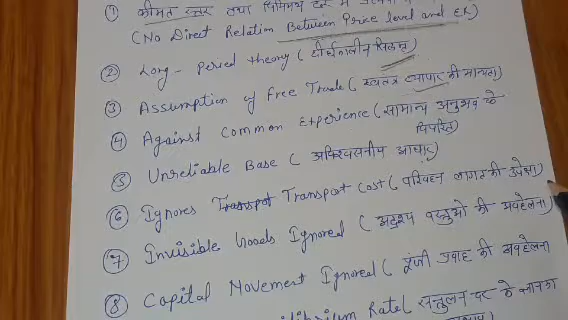 ① कीमत स्तर तथा विनिमय दर में
(No Direct Relation Between Price level and ER)
② Long - Period theory ( दीर्घकालीन सिद्धान्त )
③ Assumption of Free Trade ( स्वतंत्र व्यापार की मान्यता )
④ Against Common Experience ( सामान्य अनुभव के
विपरित )
⑤ Unreliable Base ( अविश्वसनीय आधार )
⑥ Ignores Transport Cost ( परिवहन लागत की उपेक्षा )
⑦ Invisible Goods Ignored ( अदृश्य वस्तुओ की अवहेलना )
⑧ Capital Movement Ignored ( पूंजी प्रवाह की अवहेलना
Rate ( सन्तुलन दर के